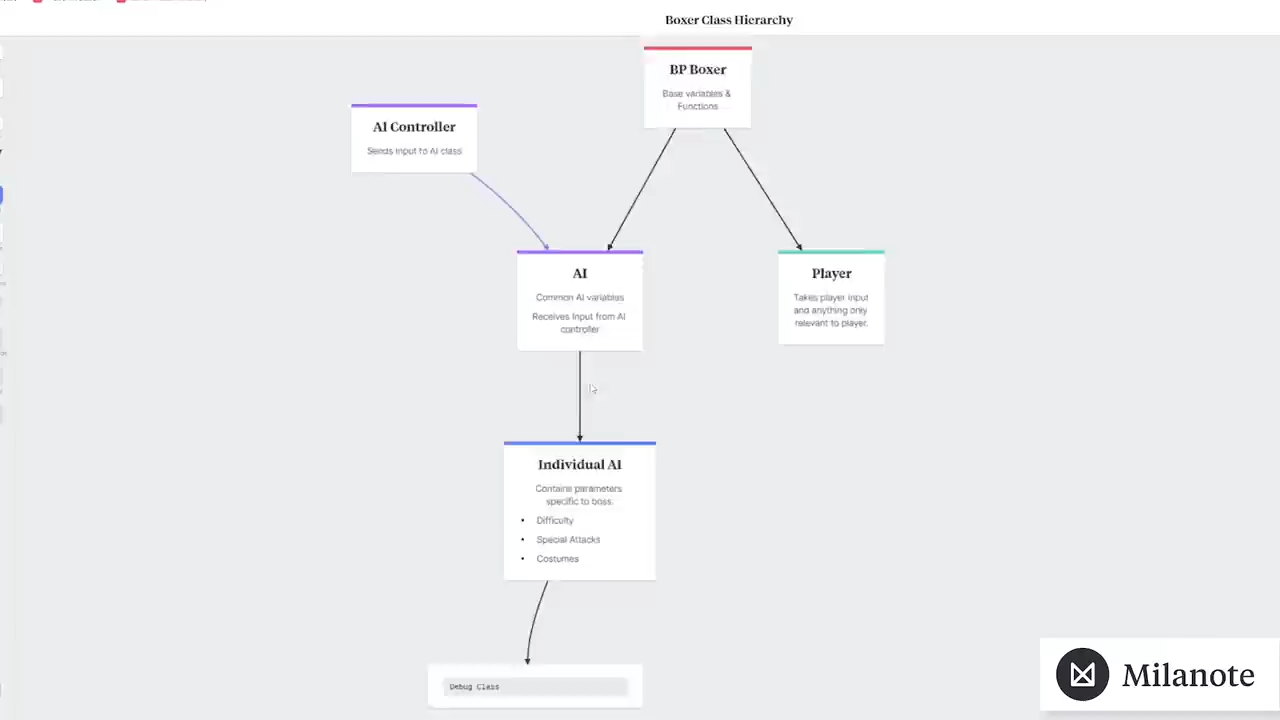 Boxer Class Hierarchy
BP Boxer
Base variables &
Functions
AI Controller
Sends input to AI class
AI
Common AI variables
Receives Input from AI
controller
Player
Takes player input
and anything only
relevant to player.
Individual AI
Contains parameters
specific to boss.
• Difficulty
• Special Attacks
• Costumes
Debug Class
Milanote